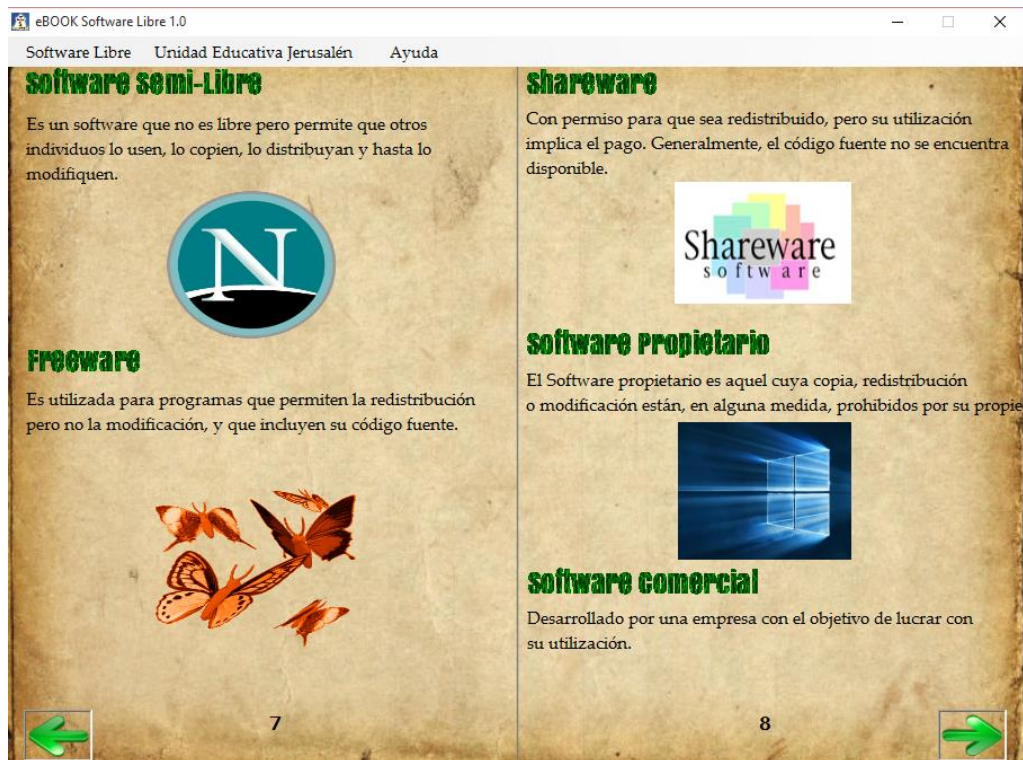 eBOOK Software Libre 1.0
Software Libre Unidad Educativa Jerusalén Ayuda
Software Semi-Libre
Es un software que no es libre pero permite que otros
individuos lo usen, lo copien, lo distribuyan y hasta lo
modifiquen.
N
Freeware
Es utilizada para programas que permiten la redistribución
pero no la modificación, y que incluyen su código fuente.
7
Shareware
Con permiso para que sea redistribuido, pero su utilización
implica el pago. Generalmente, el código fuente no se encuentra
disponible.
Shareware
software
Software Propietario
El Software propietario es aquel cuya copia, redistribución
o modificación están, en alguna medida, prohibidos por su propie
Software Comercial
Desarrollado por una empresa con el objetivo de lucrar con
su utilización.
8